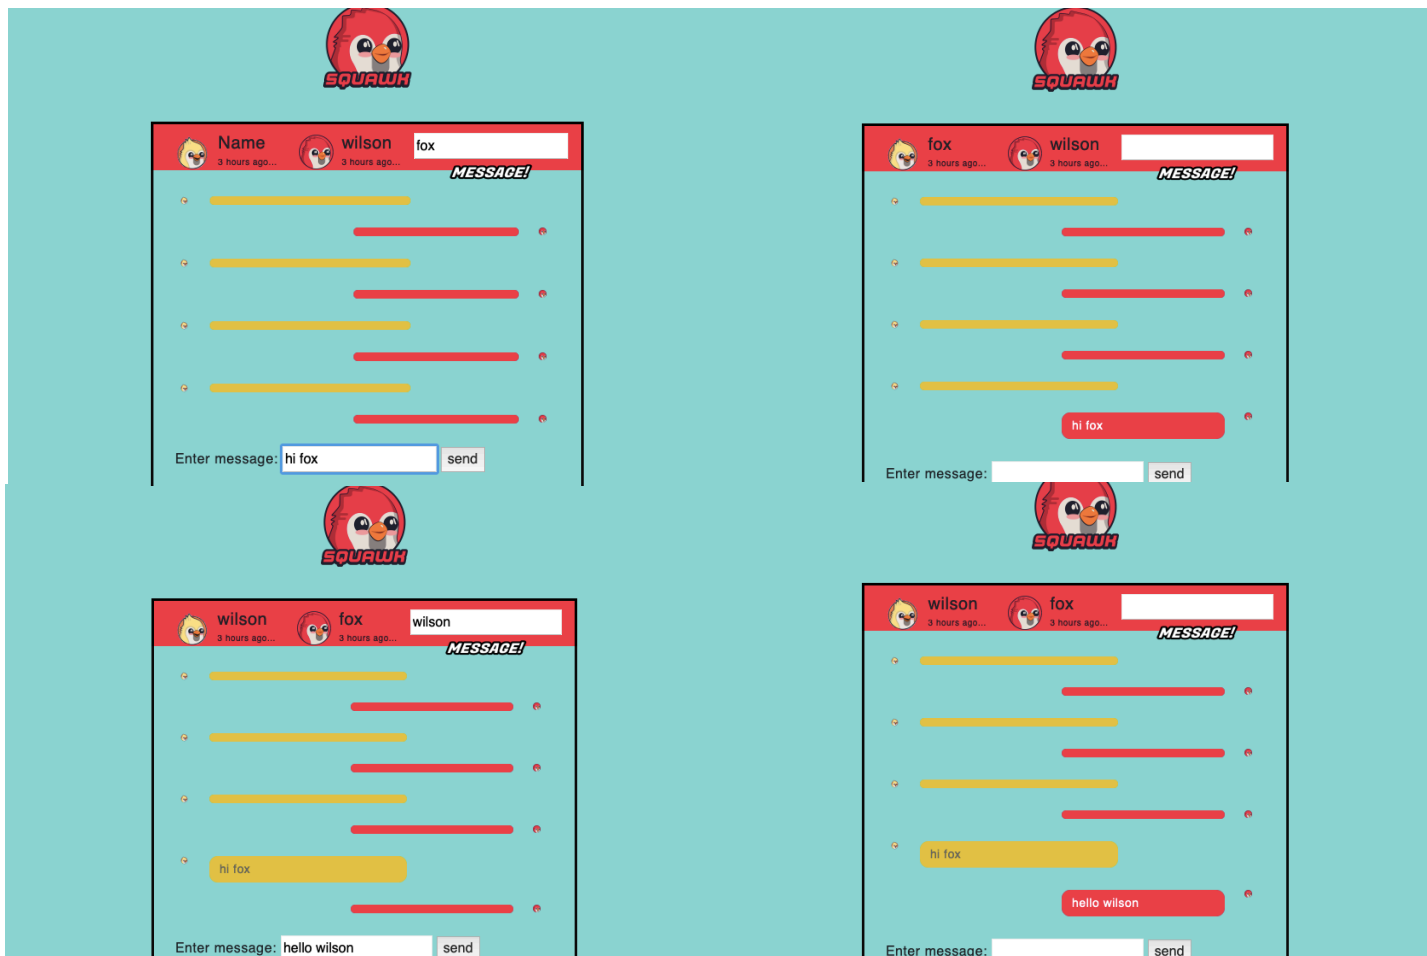 SQUAWK
Name wilson fox
3 hours ago... 3 hours ago...
MESSAGE!
Enter message: hi fox send
SQUAWK
fox wilson
3 hours ago... 3 hours ago...
MESSAGE!
hi fox
Enter message: send
SQUAWK
wilson fox wilson
3 hours ago... 3 hours ago...
MESSAGE!
hi fox
Enter message: hello wilson send
SQUAWK
wilson fox
3 hours ago... 3 hours ago...
MESSAGE!
hi fox
hello wilson
Enter message: send